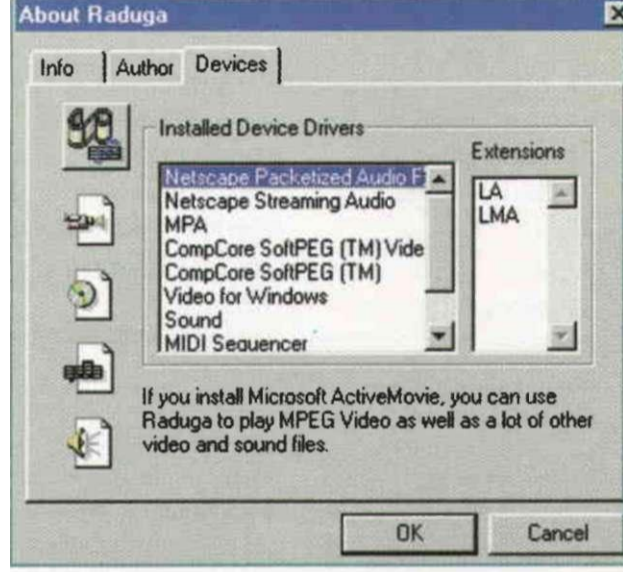 About Raduga
Info
Author
Devices
Installed Device Drivers
Extensions
Netscape Packetized Audio F
Netscape Streaming Audio
MPA
CompCore SoftPEG (TM) Vide
CompCore SoftPEG (TM)
Video for Windows
Sound
MIDI Sequencer
LA
LMA
If you install Microsoft ActiveMovie, you can use
Raduga to play MPEG Video as well as a lot of other
video and sound files.
OK
Cancel